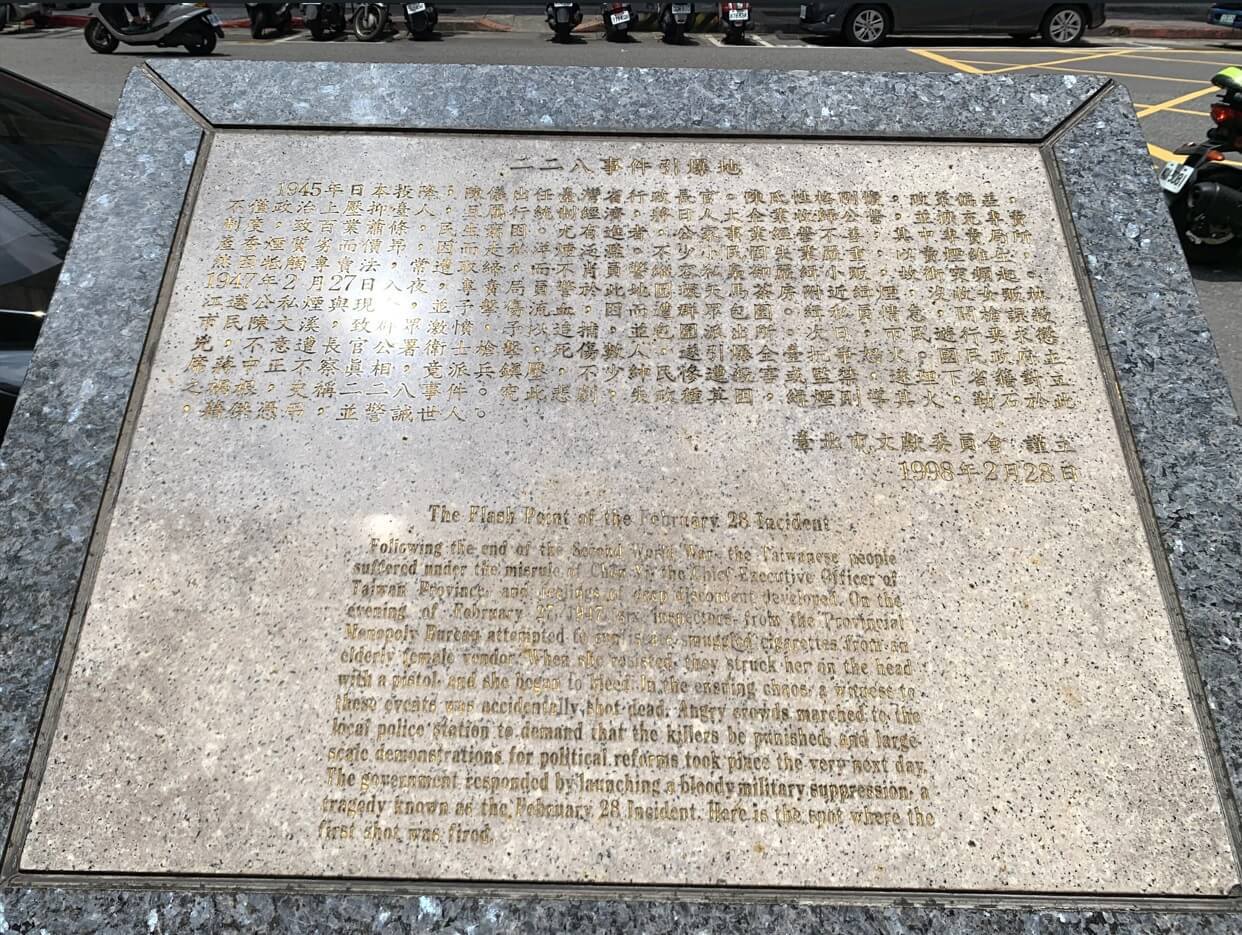 二二八事件引爆地
1945年日本投降，陳儀出任臺灣省行政長官。陳氏性格剛愎，政策偏差，
不僅政治上壓抑臺人，且厲行統制經濟，將日人大企業收歸公營，並擴充專賣
制度，致百業蕭條，民生凋困。尤有進者，公家事業經營不善，其中專賣局所
產香煙質劣而價昂，因而走私洋煙泛濫。不少小民
然因牴觸專賣法，常遭取締，而不肖員警
1947年2月27日入夜，專賣局員警於此地圓環天馬茶房附近緝煙，沒收女販林
江邁公私煙與現金，並予擊傷流血，因而遭群眾包圍。緝私員情急，開槍誤殺
市民陳文溪，致群眾激憤，予以追捕，並包圍派出所。次日，市民遊行要求懲
兇，不意遭長官公署衛士槍擊，死傷數人，遂引爆全臺抗爭烽火。國民政府主
席蔣中正不察真相，竟派兵鎮壓，不少紳民慘遭殺害或監禁，遂埋下省籍對立
之禍根，史稱二二八事件。究此悲劇，失政種其因，緝煙則導其火，勒石於此
，並警誡世人。
臺北市文獻委員會 謹立
1998年2月28日
The Flash Point of the February 28 Incident
Following the end of the Second World War, the Taiwanese people
suffered under the misrule of Chen Yi, the Chief Executive Officer of
Taiwan Province, and feelings of deep discontent developed. On the
evening of February 27, 1947, six inspectors from the Provincial
Monopoly Bureau attempted to confiscate smuggled cigarettes from an
elderly female vendor. When she resisted, they struck her on the head
with a pistol, and she began to bleed. In the ensuing chaos, a witness to
these events was accidentally shot dead. Angry crowds marched to the
local police station to demand that the killers be punished, and large-
scale demonstrations for political reforms took place the very next day.
The government responded by launching a bloody military suppression, a
tragedy known as the February 28 Incident. Here is the spot where the
first shot was fired.